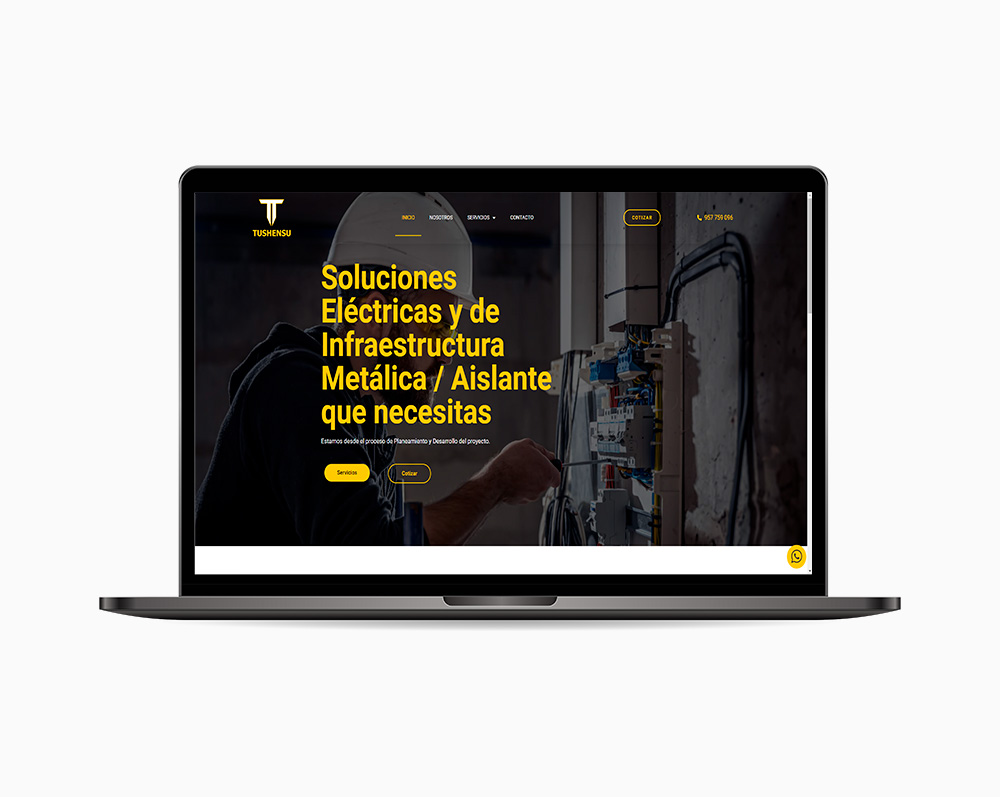 TUSHENSU
INICIO NOSOTROS SERVICIOS CONTACTO
COTIZAR
957 759 096
Soluciones
Eléctricas y de
Infraestructura
Metálica / Aislante
que necesitas
Estamos desde el proceso de Planeamiento y Desarrollo del proyecto.
Servicios
Cotizar